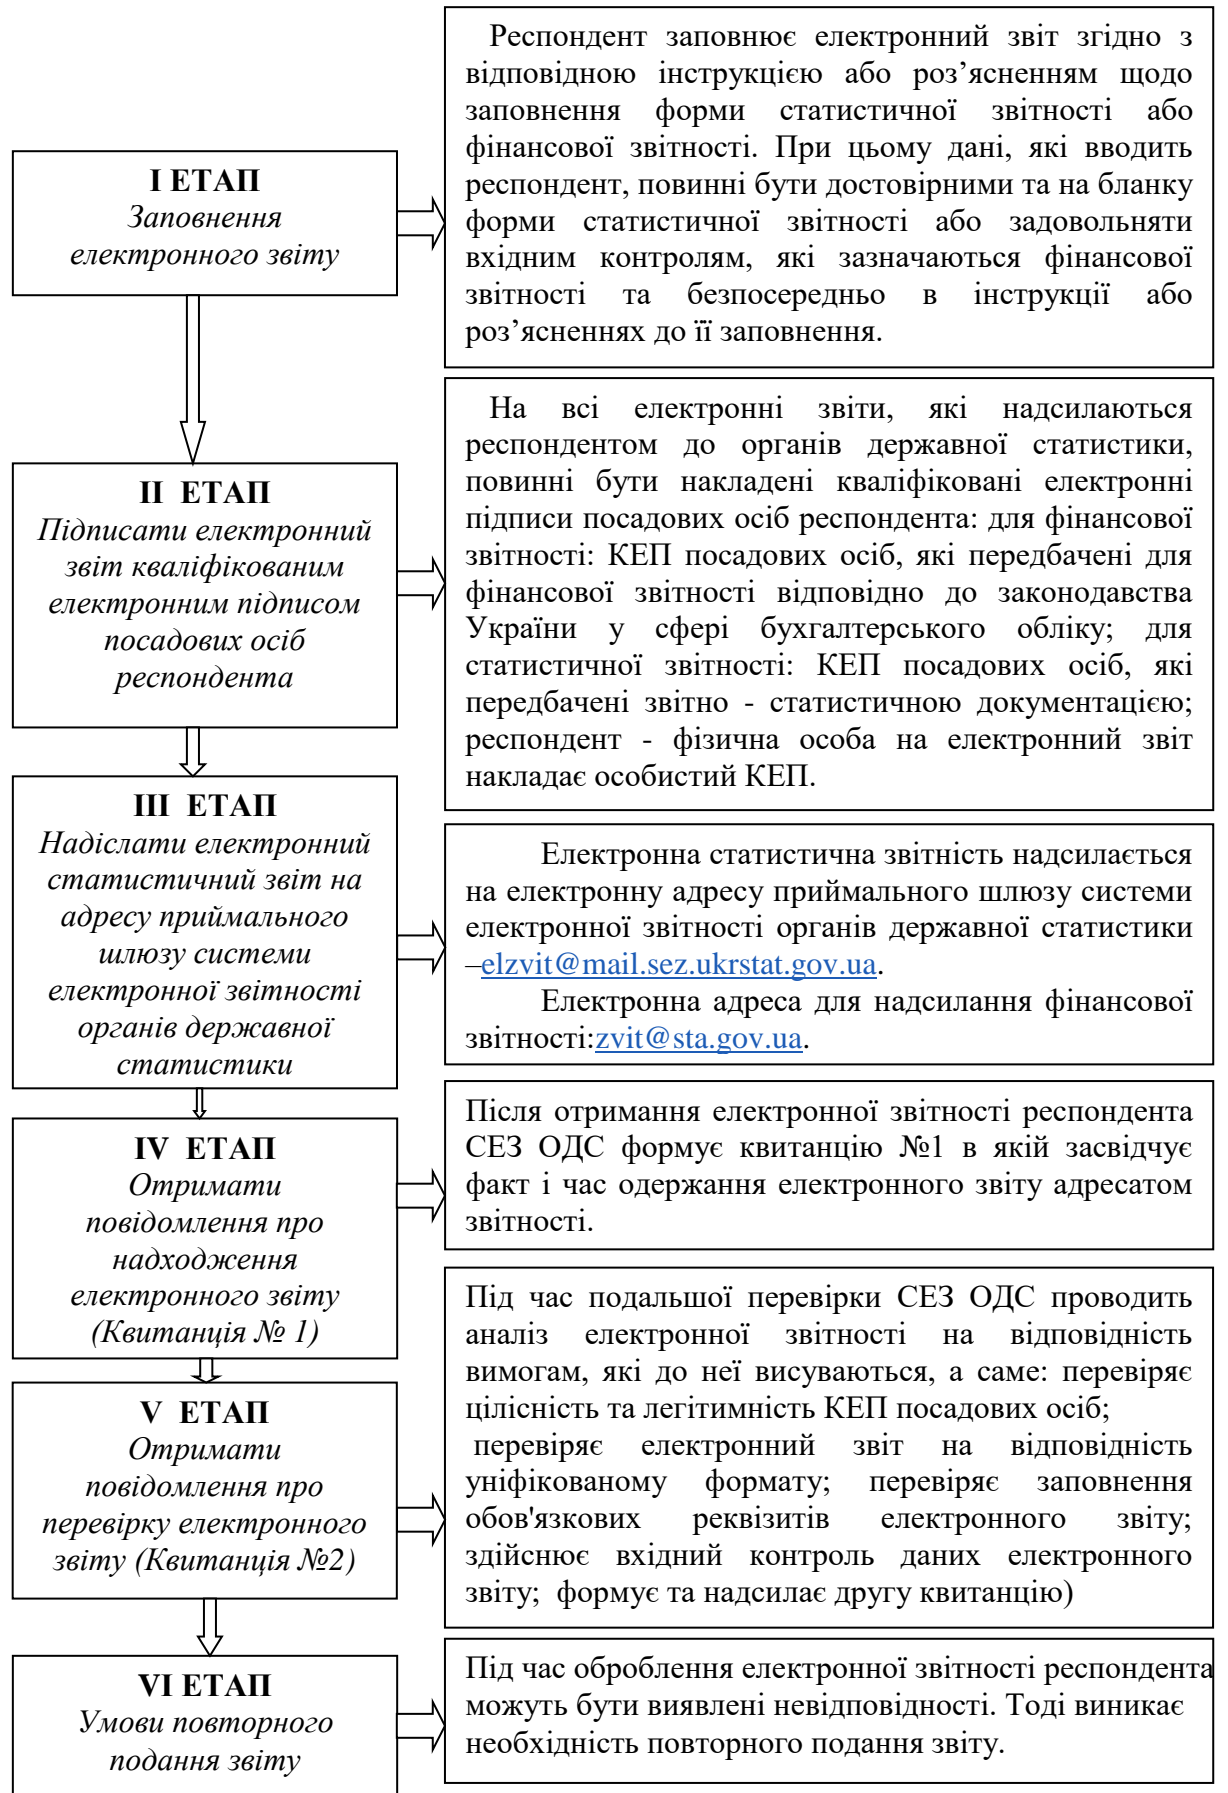 І ЕТАП
Заповнення
електронного звіту
Респондент заповнює електронний звіт згідно з
відповідною інструкцією або роз’ясненням щодо
заповнення форми статистичної звітності або
фінансової звітності. При цьому дані, які вводить
респондент, повинні бути достовірними та на бланку
форми статистичної звітності або задовольняти
вхідним контролям, які зазначаються фінансової
звітності та безпосередньо в інструкції або
роз’ясненнях до її заповнення.
ІІ ЕТАП
Підписати електронний
звіт кваліфікованим
електронним підписом
посадових осіб
респондента
На всі електронні звіти, які надсилаються
респондентом до органів державної статистики,
повинні бути накладені кваліфіковані електронні
підписи посадових осіб респондента: для фінансової
звітності: КЕП посадових осіб, які передбачені для
фінансової звітності відповідно до законодавства
України у сфері бухгалтерського обліку; для
статистичної звітності: КЕП посадових осіб, які
передбачені звітно - статистичною документацією;
респондент - фізична особа на електронний звіт
накладає особистий КЕП.
ІІІ ЕТАП
Надіслати електронний
статистичний звіт на
адресу приймального
шлюзу системи
електронної звітності
органів державної
статистики
Електронна статистична звітність надсилається
на електронну адресу приймального шлюзу системи
електронної звітності органів державної статистики
–elzvit@mail.sez.ukrstat.gov.ua.
Електронна адреса для надсилання фінансової
звітності:zvit@sta.gov.ua.
IV ЕТАП
Отримати
повідомлення про
надходження
електронного звіту
(Квитанція № 1)
Після отримання електронної звітності респондента
СЕЗ ОДС формує квитанцію №1 в якій засвідчує
факт і час одержання електронного звіту адресатом
звітності.
V ЕТАП
Отримати
повідомлення про
перевірку електронного
звіту (Квитанція №2)
Під час подальшої перевірки СЕЗ ОДС проводить
аналіз електронної звітності на відповідність
вимогам, які до неї висуваються, а саме: перевіряє
цілісність та легітимність КЕП посадових осіб;
перевіряє електронний звіт на відповідність
уніфікованому формату; перевіряє заповнення
обов'язкових реквізитів електронного звіту;
здійснює вхідний контроль даних електронного
звіту; формує та надсилає другу квитанцію)
VI ЕТАП
Умови повторного
подання звіту
Під час оброблення електронної звітності респондента
можуть бути виявлені невідповідності. Тоді виникає
необхідність повторного подання звіту.